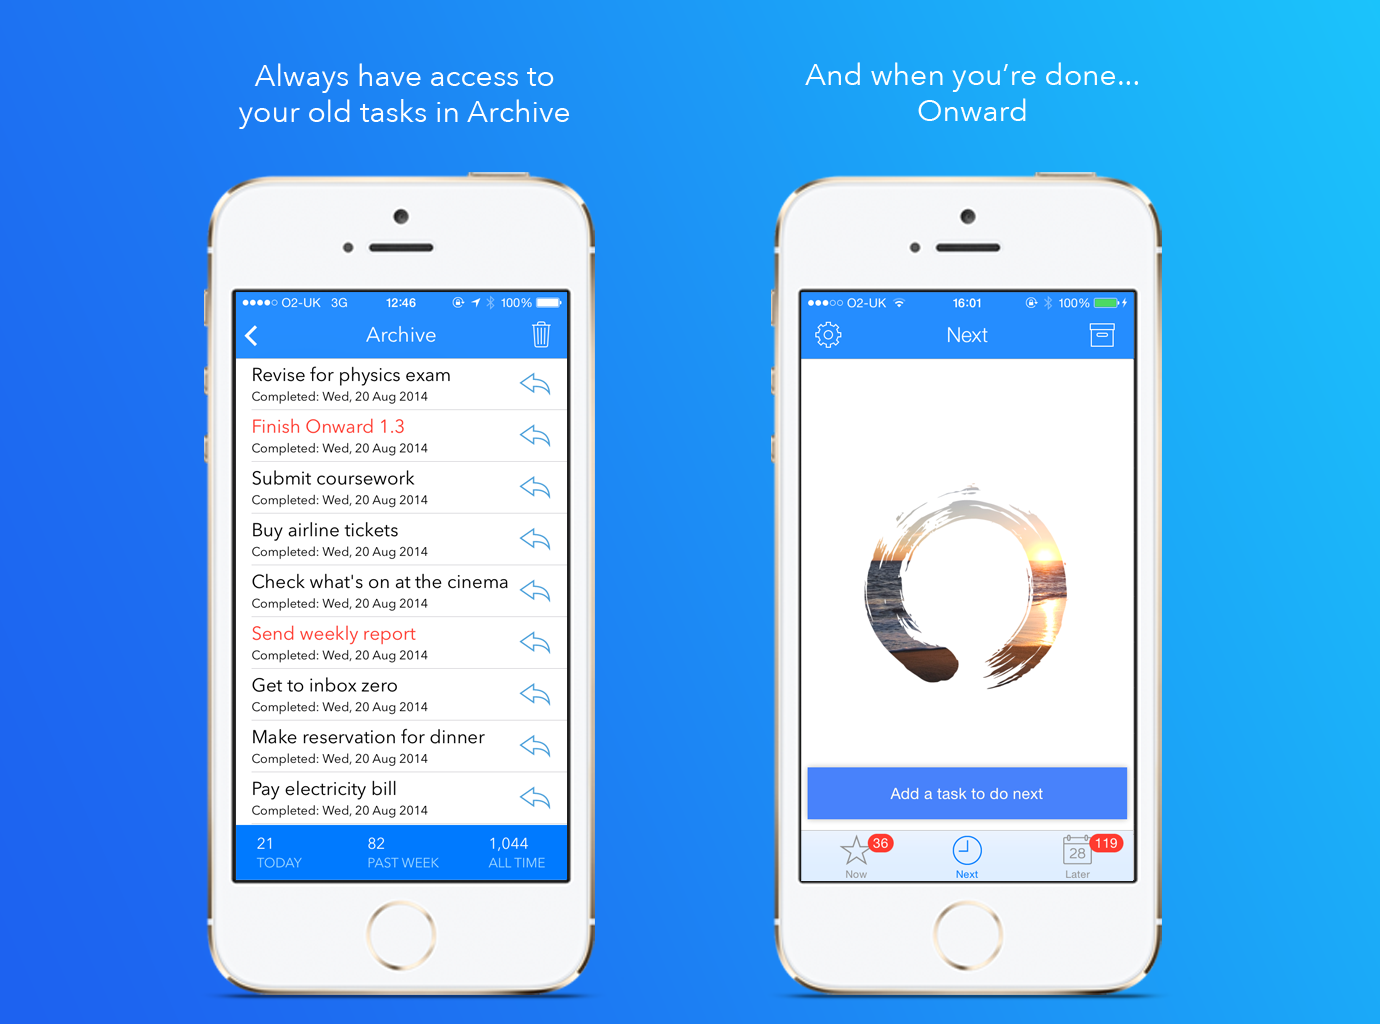 Always have access to
your old tasks in Archive
O2-UK 3G 12:46 100%
Archive
Revise for physics exam
Completed: Wed, 20 Aug 2014
Finish Onward 1.3
Completed: Wed, 20 Aug 2014
Submit coursework
Completed: Wed, 20 Aug 2014
Buy airline tickets
Completed: Wed, 20 Aug 2014
Check what's on at the cinema
Completed: Wed, 20 Aug 2014
Send weekly report
Completed: Wed, 20 Aug 2014
Get to inbox zero
Completed: Wed, 20 Aug 2014
Make reservation for dinner
Completed: Wed, 20 Aug 2014
Pay electricity bill
Completed: Wed, 20 Aug 2014
21 82 1,044
TODAY PAST WEEK ALL TIME
And when you’re done...
Onward
O2-UK 16:01 100%
Next
Add a task to do next
36 28 119
Now Next Later